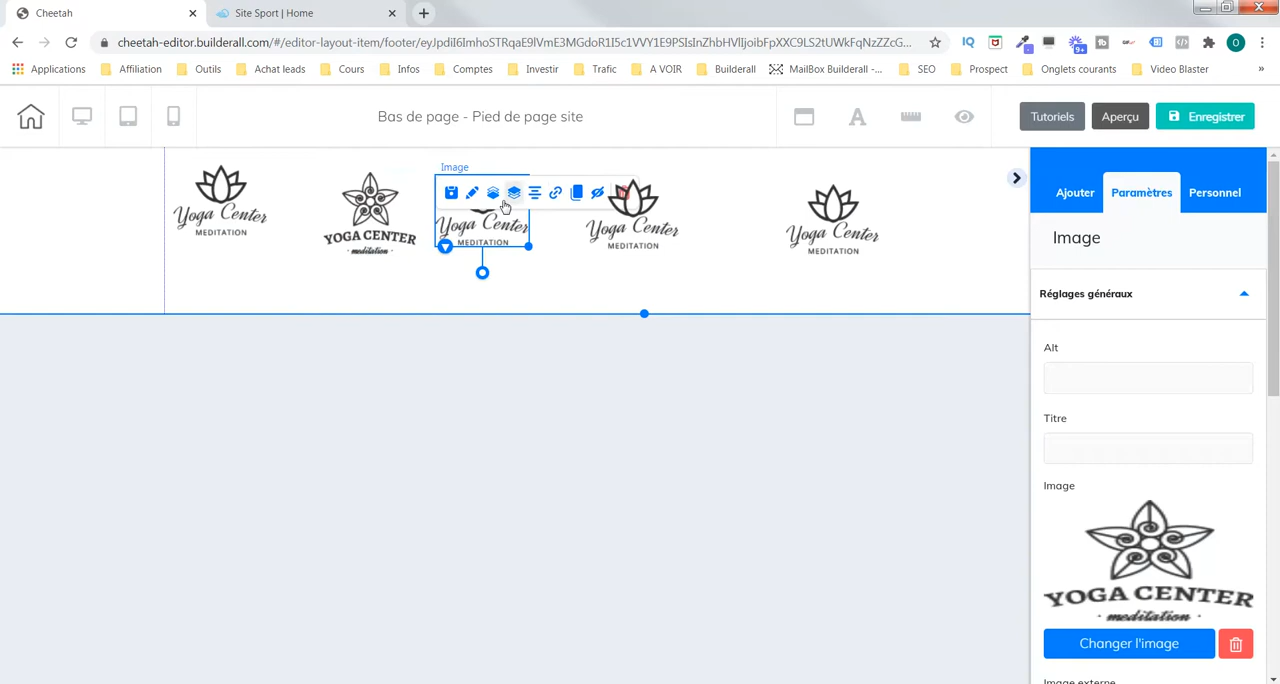 Cheetah
Site Sport | Home
cheetah-editor.builderall.com/#/editor-layout-item/footer/
Applications
Affiliation
Outils
Achat leads
Cours
Infos
Comptes
Investir
Trafic
A VOIR
Builderall
MailBox Builderall -...
SEO
Prospect
Onglets courants
Video Blaster
»
9+
O
Bas de page - Pied de page site
Tutoriels
Aperçu
Enregistrer
Image
Yoga Center
MEDITATION
YOGA CENTER
- meditation -
Yoga Center
MEDITATION
Yoga Center
MEDITATION
Yoga Center
MEDITATION
Ajouter
Paramètres
Personnel
Image
Réglages généraux
Alt
Titre
Image
YOGA CENTER
· meditation ·
Changer l'image
Image externe